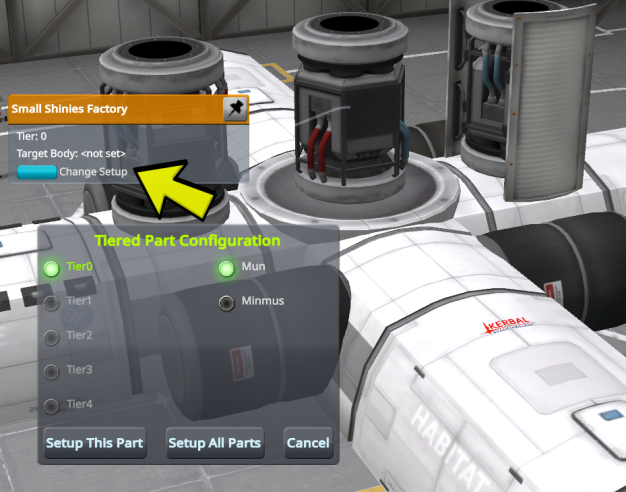 Small Shinies Factory
Tier: 0
Target Body: <not set>
Change Setup
Tiered Part Configuration
Tier0
Mun
Tier1
Minmus
Tier2
Tier3
Tier4
Setup This Part
Setup All Parts
Cancel
KERBAL
HABITAT